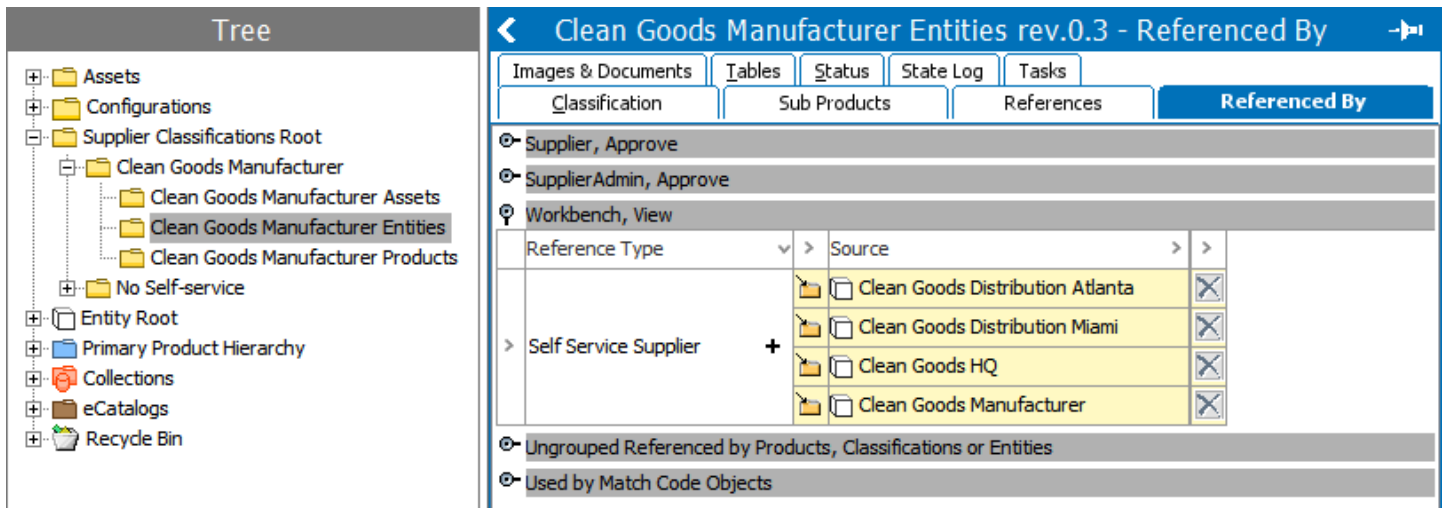 Tree
Assets
Configurations
Supplier Classifications Root
Clean Goods Manufacturer
Clean Goods Manufacturer Assets
Clean Goods Manufacturer Entities
Clean Goods Manufacturer Products
No Self-service
Entity Root
Primary Product Hierarchy
Collections
eCatalogs
Recycle Bin
Clean Goods Manufacturer Entities rev.0.3 - Referenced By
Images & Documents Tables Status State Log Tasks
Classification Sub Products References Referenced By
Supplier, Approve
SupplierAdmin, Approve
Workbench, View
Reference Type > Source > >
Clean Goods Distribution Atlanta
Clean Goods Distribution Miami
> Self Service Supplier +
Clean Goods HQ
Clean Goods Manufacturer
Ungrouped Referenced by Products, Classifications or Entities
Used by Match Code Objects